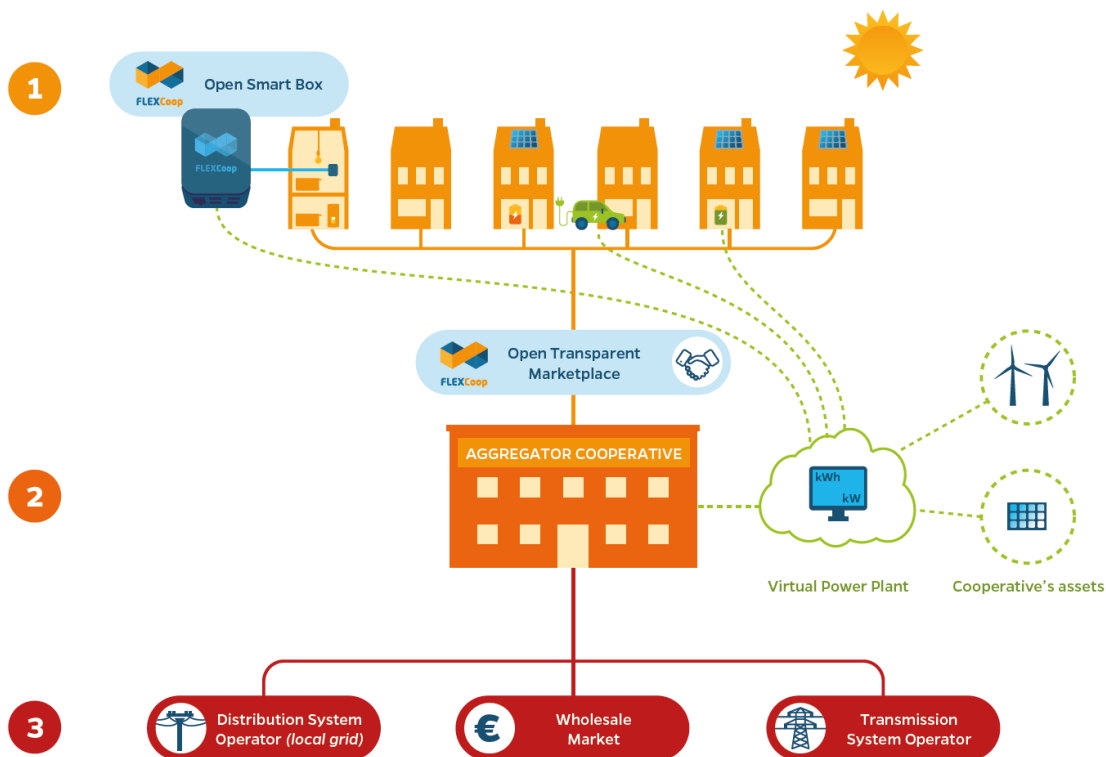 1
FLEXCoop
Open Smart Box
FLEXCoop
FLEXCoop
Open Transparent
Marketplace
2
AGGREGATOR COOPERATIVE
kWh
kW
Virtual Power Plant
Cooperative's assets
3
Distribution System
Operator (local grid)
€
Wholesale
Market
Transmission
System Operator